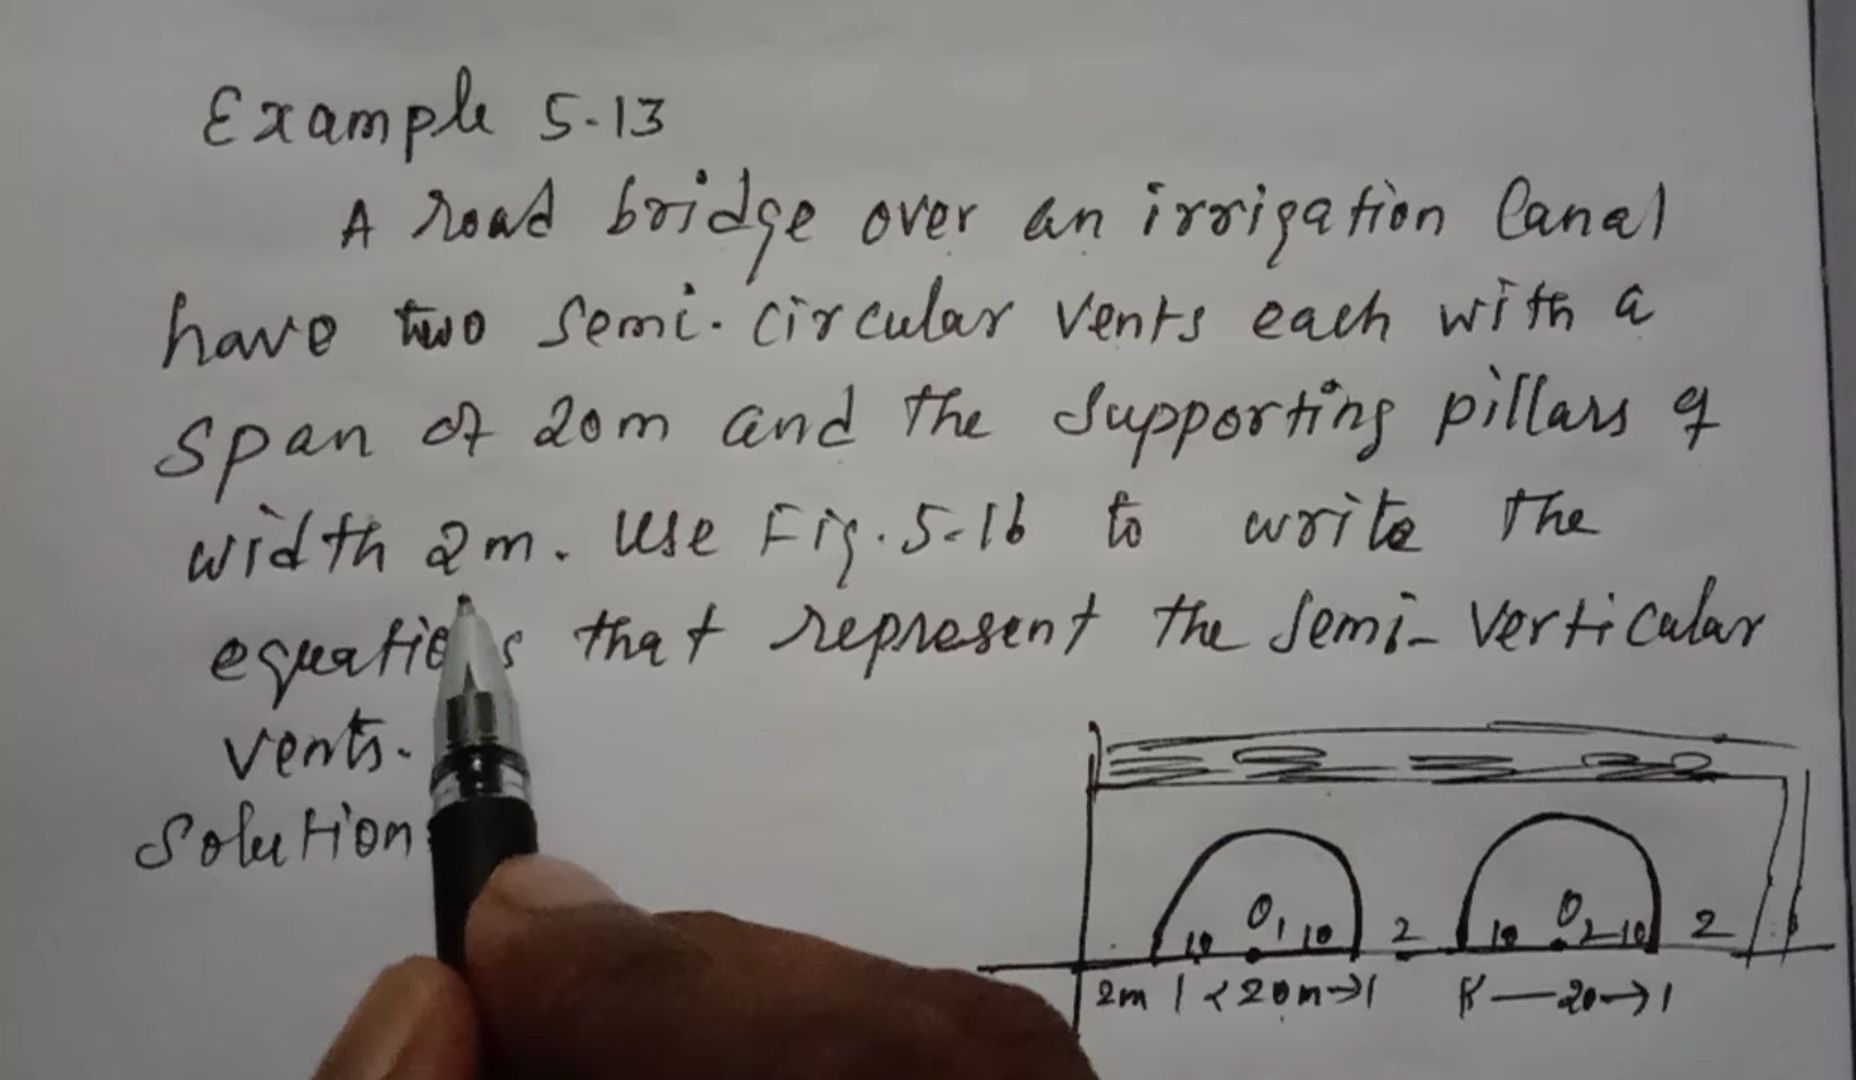 Example 5.13
A road bridge over an irrigation Canal
have two semi-circular vents each with a
span of 20m and the supporting pillars of
width 2m. Use Fig. 5.16 to write the
equations that represent the semi-verticular
vents.
Solution
10 O1 10 2 10 O2 10 2
2m 20m 20